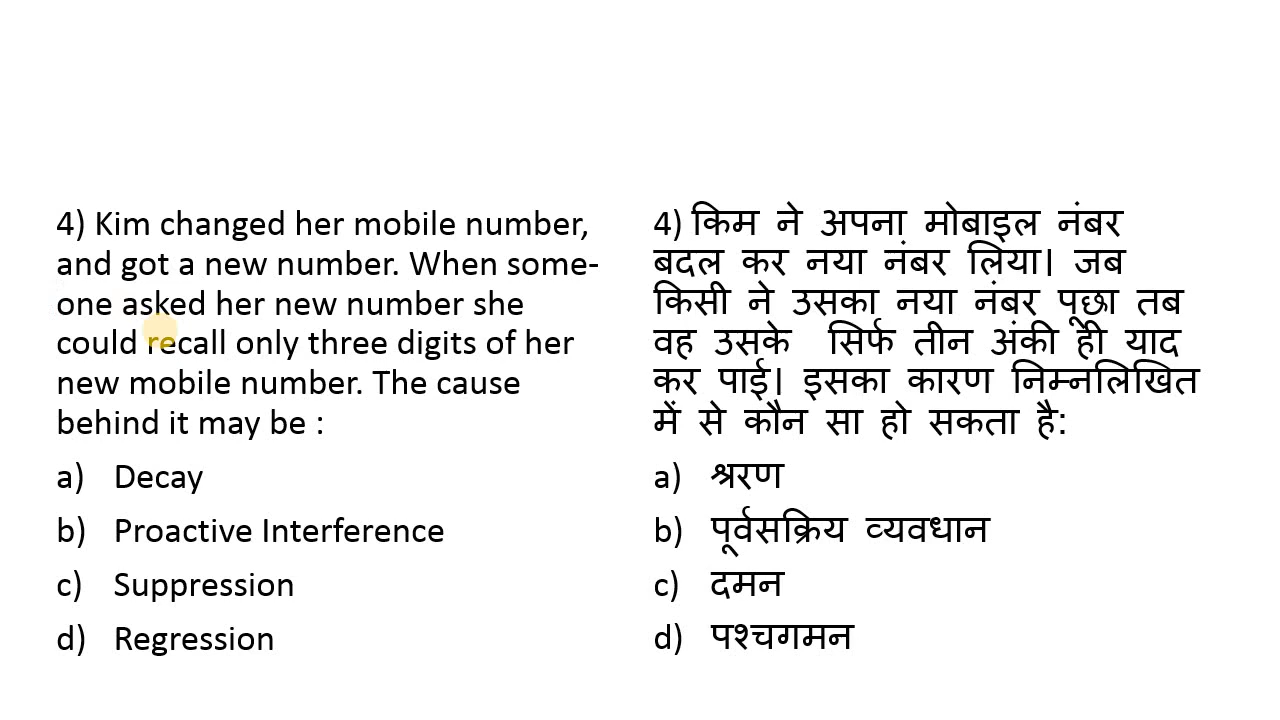 4) Kim changed her mobile number,
and got a new number. When some-
one asked her new number she
could recall only three digits of her
new mobile number. The cause
behind it may be :
a) Decay
b) Proactive Interference
c) Suppression
d) Regression
4) किम ने अपना मोबाइल नंबर
बदल कर नया नंबर लिया। जब
किसी ने उसका नया नंबर पूछा तब
वह उसके सिर्फ तीन अंकी ही याद
कर पाई। इसका कारण निम्नलिखित
में से कौन सा हो सकता है:
a) श्ररण
b) पूर्वसक्रिय व्यवधान
c) दमन
d) पश्चगमन